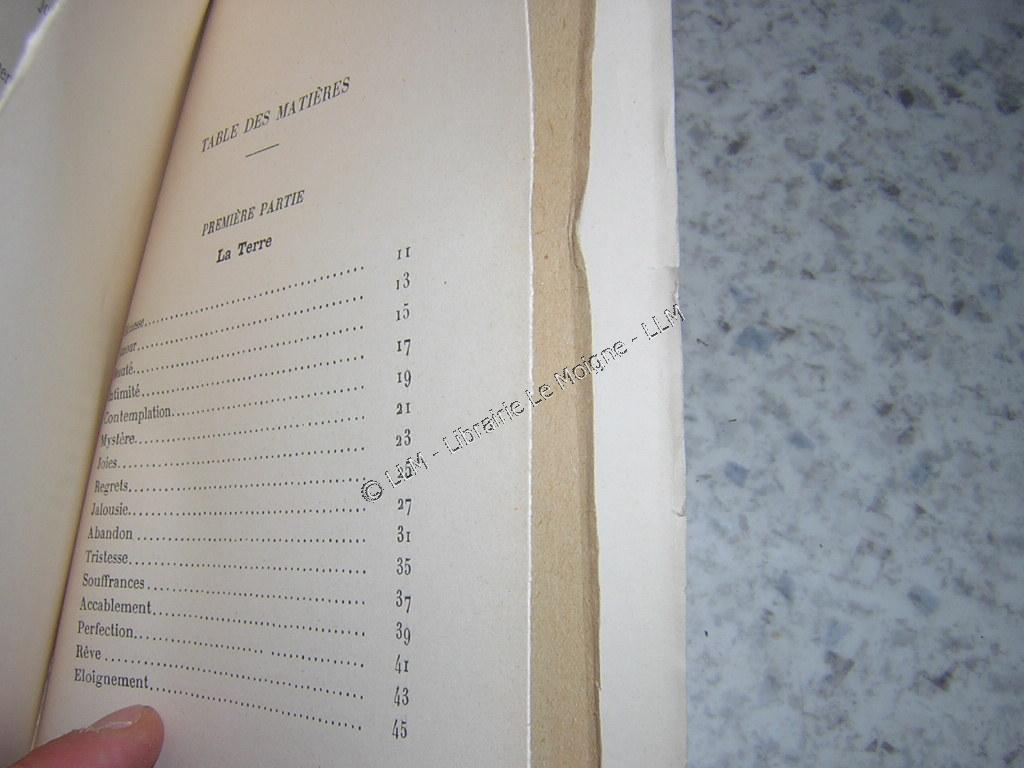 TABLE DES MATIÈRES
PREMIÈRE PARTIE
La Terre
11
13
15
Intimité 17
Contemplation 19
Mystère 21
Joies 23
Regrets 25
Jalousie 27
Abandon 31
Tristesse 35
Souffrances 37
Accablement 39
Perfection 41
Rêve 43
Eloignement 45
© LLM - Librairie Le Moigne - LLM